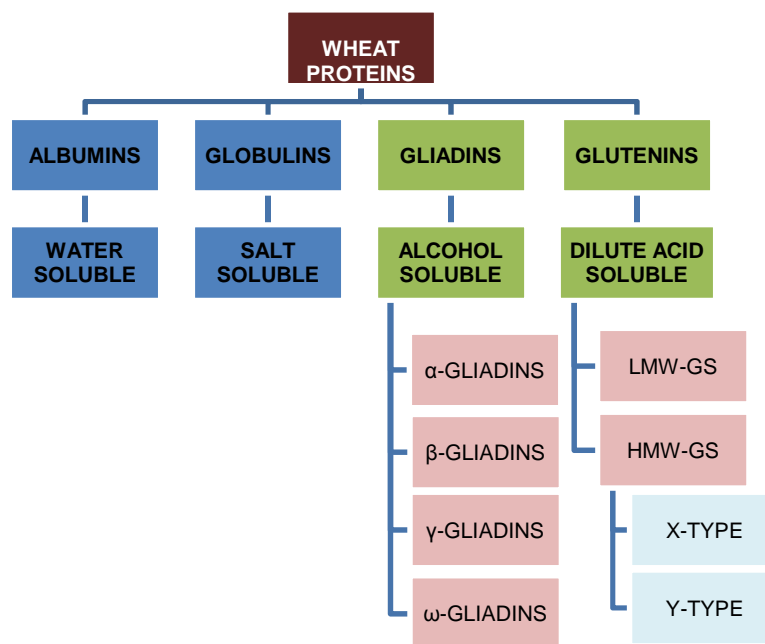 WHEAT
PROTEINS
ALBUMINS
GLOBULINS
GLIADINS
GLUTENINS
WATER
SOLUBLE
SALT
SOLUBLE
ALCOHOL
SOLUBLE
DILUTE ACID
SOLUBLE
α-GLIADINS
β-GLIADINS
γ-GLIADINS
ω-GLIADINS
LMW-GS
HMW-GS
X-TYPE
Y-TYPE